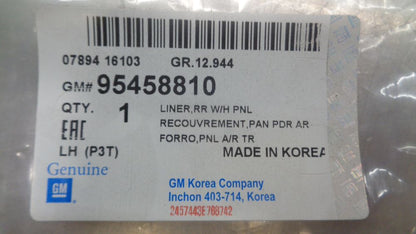 07894 16103 GR.12.944
GM# 95458810
QTY. 1 LINER,RR W/H PNL
RECOUVREMENT,PAN PDR AR
EAC FORRO,PNL A/R TR
LH (P3T) MADE IN KOREA
Genuine
GM
GM Korea Company
Inchon 403-714, Korea
2457443E768742